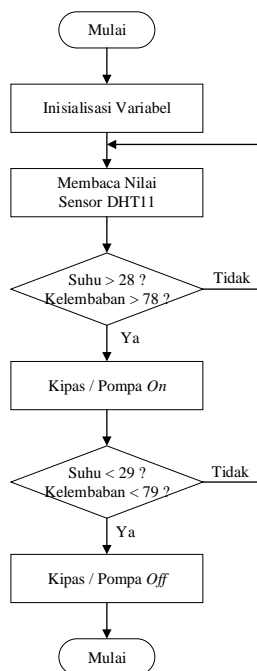 Mulai
Inisialisasi Variabel
Membaca Nilai
Sensor DHT11
Suhu > 28 ?
Kelembaban > 78 ?
Tidak
Ya
Kipas / Pompa On
Suhu < 29 ?
Kelembaban < 79 ?
Tidak
Ya
Kipas / Pompa Off
Mulai